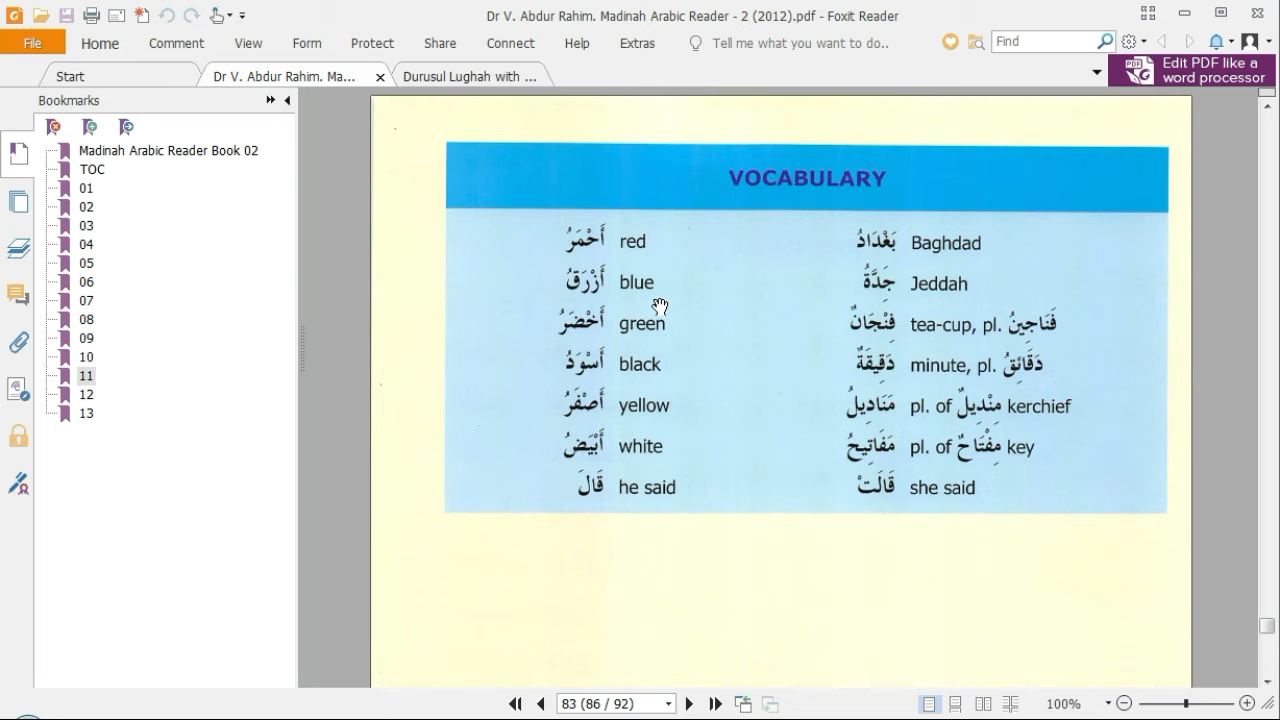 Dr V. Abdur Rahim. Madinah Arabic Reader - 2 (2012).pdf - Foxit Reader
File Home Comment View Form Protect Share Connect Help Extras Tell me what you want to do.. Find
Start Dr V. Abdur Rahim. Ma... Durusul Lughah with ... Edit PDF like a
word processor
Bookmarks
Madinah Arabic Reader Book 02
TOC
01
02
03
04
05
06
07
08
09
10
11
12
13
VOCABULARY
أَحْمَرُ red
أَزْرَقُ blue
أَخْضَرُ green
أَسْوَدُ black
أَصْفَرُ yellow
أَبْيَضُ white
قَالَ he said
بَغْدَادُ Baghdad
جَدَّةُ Jeddah
فِنْجَانٌ tea-cup, pl. فَنَاجِينُ
دَقِيقَةٌ minute, pl. دَقَائِقُ
مَنَادِيلُ pl. of مِنْدِيلٌ kerchief
مَفَاتِيحُ pl. of مِفْتَاحٌ key
قَالَتْ she said
83 (86 / 92) 100%